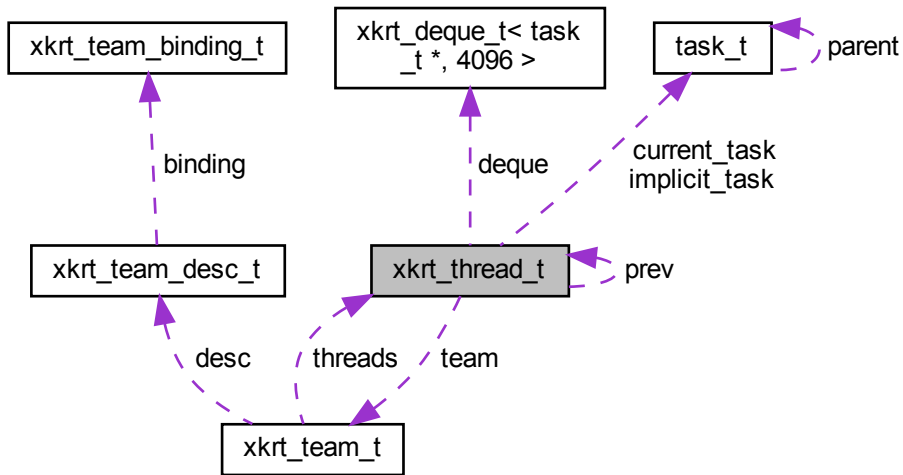 xkrt_team_binding_t
xkrt_deque_t< task
_t *, 4096 >
task_t
parent
binding
deque
current_task
implicit_task
xkrt_team_desc_t
xkrt_thread_t
prev
desc
threads
team
xkrt_team_t